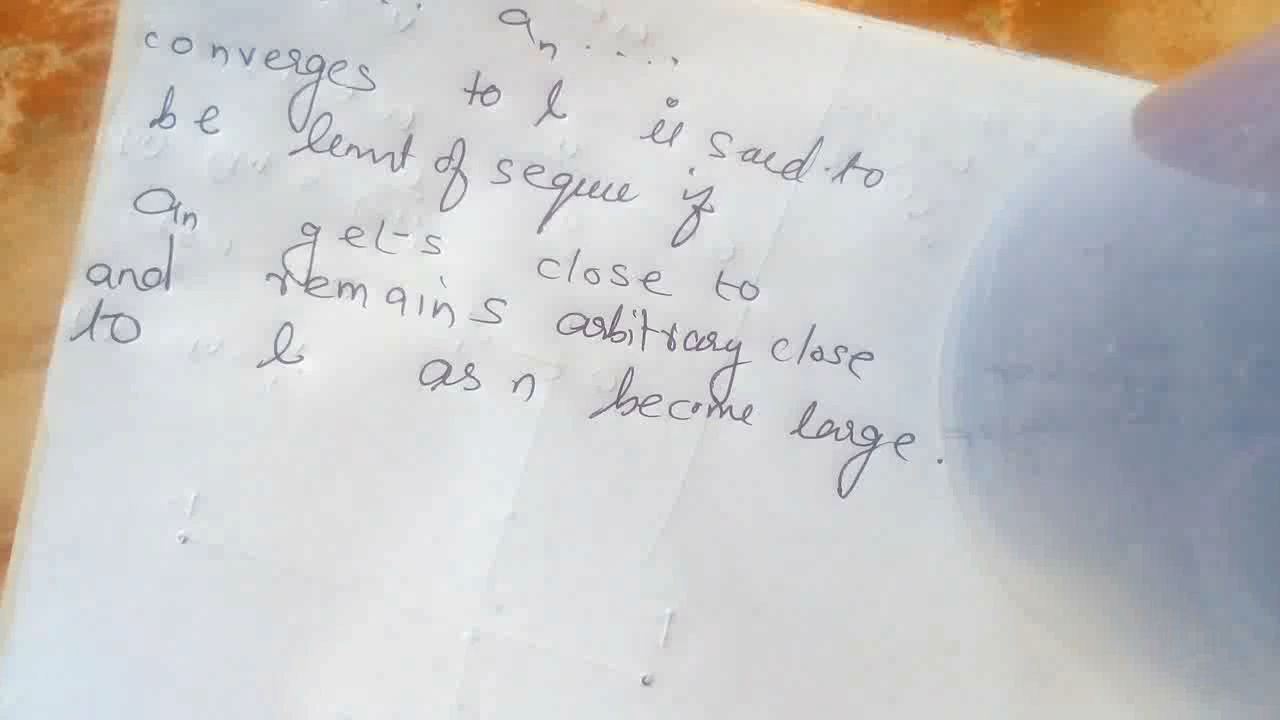 an ....
converges to l is said to
be limit of sequce if
an gets close to
and remains arbitrary close
to l as n become large.